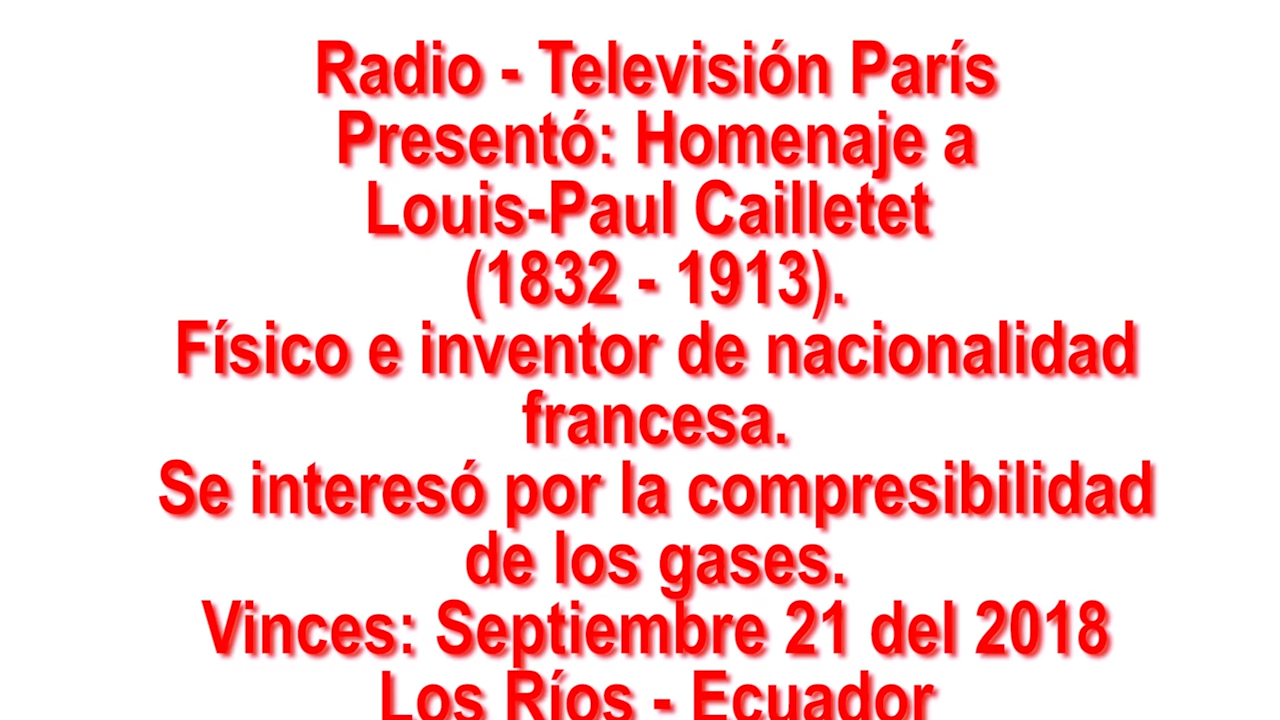 Radio - Televisión París
Presentó: Homenaje a
Louis-Paul Cailletet
(1832 - 1913).
Físico e inventor de nacionalidad
francesa.
Se interesó por la compresibilidad
de los gases.
Vinces: Septiembre 21 del 2018
Los Ríos - Ecuador